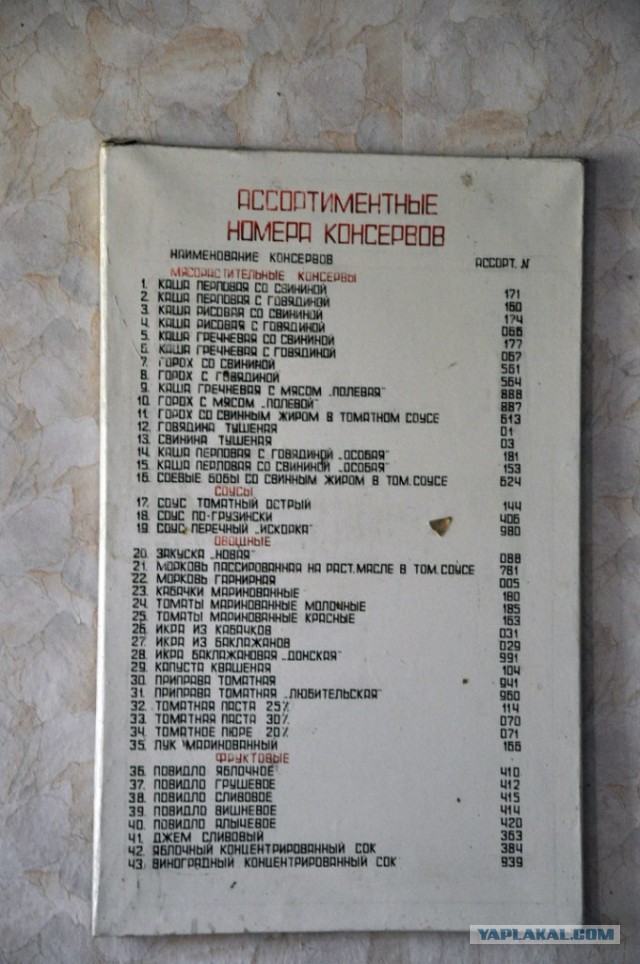 АССОРТИМЕНТНЫЕ
НОМЕРА КОНСЕРВОВ
НАИМЕНОВАНИЕ КОНСЕРВОВ АССОРТ. N
МЯСОРАСТИТЕЛЬНЫЕ КОНСЕРВЫ
1. КАША ПЕРЛОВАЯ СО СВИНИНОЙ 171
2. КАША ПЕРЛОВАЯ С ГОВЯДИНОЙ 160
3. КАША РИСОВАЯ СО СВИНИНОЙ 174
4. КАША РИСОВАЯ С ГОВЯДИНОЙ 066
5. КАША ГРЕЧНЕВАЯ СО СВИНИНОЙ 177
6. КАША ГРЕЧНЕВАЯ С ГОВЯДИНОЙ 067
7. ГОРОХ СО СВИНИНОЙ 561
8. ГОРОХ С ГОВЯДИНОЙ 564
9. КАША ГРЕЧНЕВАЯ С МЯСОМ „ПОЛЕВАЯ" 888
10. ГОРОХ С МЯСОМ „ПОЛЕВОЙ" 887
11. ГОРОХ СО СВИННЫМ ЖИРОМ В ТОМАТНОМ СОУСЕ 613
12. ГОВЯДИНА ТУШЕНАЯ 01
13. СВИНИНА ТУШЕНАЯ 03
14. КАША ПЕРЛОВАЯ С ГОВЯДИНОЙ „ОСОБАЯ" 181
15. КАША ПЕРЛОВАЯ СО СВИНИНОЙ „ОСОБАЯ" 153
16. СОЕВЫЕ БОБЫ СО СВИННЫМ ЖИРОМ В ТОМ. СОУСЕ 624
СОУСЫ
17. СОУС ТОМАТНЫЙ ОСТРЫЙ 144
18. СОУС ПО-ГРУЗИНСКИ 406
19. СОУС ПЕРЕЧНЫЙ „ИСКОРКА" 980
ОВОЩНЫЕ
20. ЗАКУСКА „НОВАЯ" 088
21. МОРКОВЬ ПАССИРОВАННАЯ НА РАСТ. МАСЛЕ В ТОМ. СОУСЕ 781
22. МОРКОВЬ ГАРНИРНАЯ 005
23. КАБАЧКИ МАРИНОВАННЫЕ 180
24. ТОМАТЫ МАРИНОВАННЫЕ МОЛОЧНЫЕ 185
25. ТОМАТЫ МАРИНОВАННЫЕ КРАСНЫЕ 163
26. ИКРА ИЗ КАБАЧКОВ 031
27. ИКРА ИЗ БАКЛАЖАНОВ 029
28. ИКРА БАКЛАЖАНОВАЯ „ДОНСКАЯ" 991
29. КАПУСТА КВАШЕНАЯ 104
30. ПРИПРАВА ТОМАТНАЯ 941
31. ПРИПРАВА ТОМАТНАЯ „ЛЮБИТЕЛЬСКАЯ" 960
32. ТОМАТНАЯ ПАСТА 25% 114
33. ТОМАТНАЯ ПАСТА 30% 070
34. ТОМАТНОЕ ПЮРЕ 20% 071
35. ЛУК МАРИНОВАННЫЙ 166
ФРУКТОВЫЕ
36. ПОВИДЛО ЯБЛОЧНОЕ 410
37. ПОВИДЛО ГРУШЕВОЕ 412
38. ПОВИДЛО СЛИВОВОЕ 415
39. ПОВИДЛО ВИШНЕВОЕ 414
40. ПОВИДЛО АЛЫЧЕВОЕ 420
41. ДЖЕМ СЛИВОВЫЙ 363
42. ЯБЛОЧНЫЙ КОНЦЕНТРИРОВАННЫЙ СОК 384
43. ВИНОГРАДНЫЙ КОНЦЕНТРИРОВАННЫЙ СОК 939
YAPLAKAL.COM